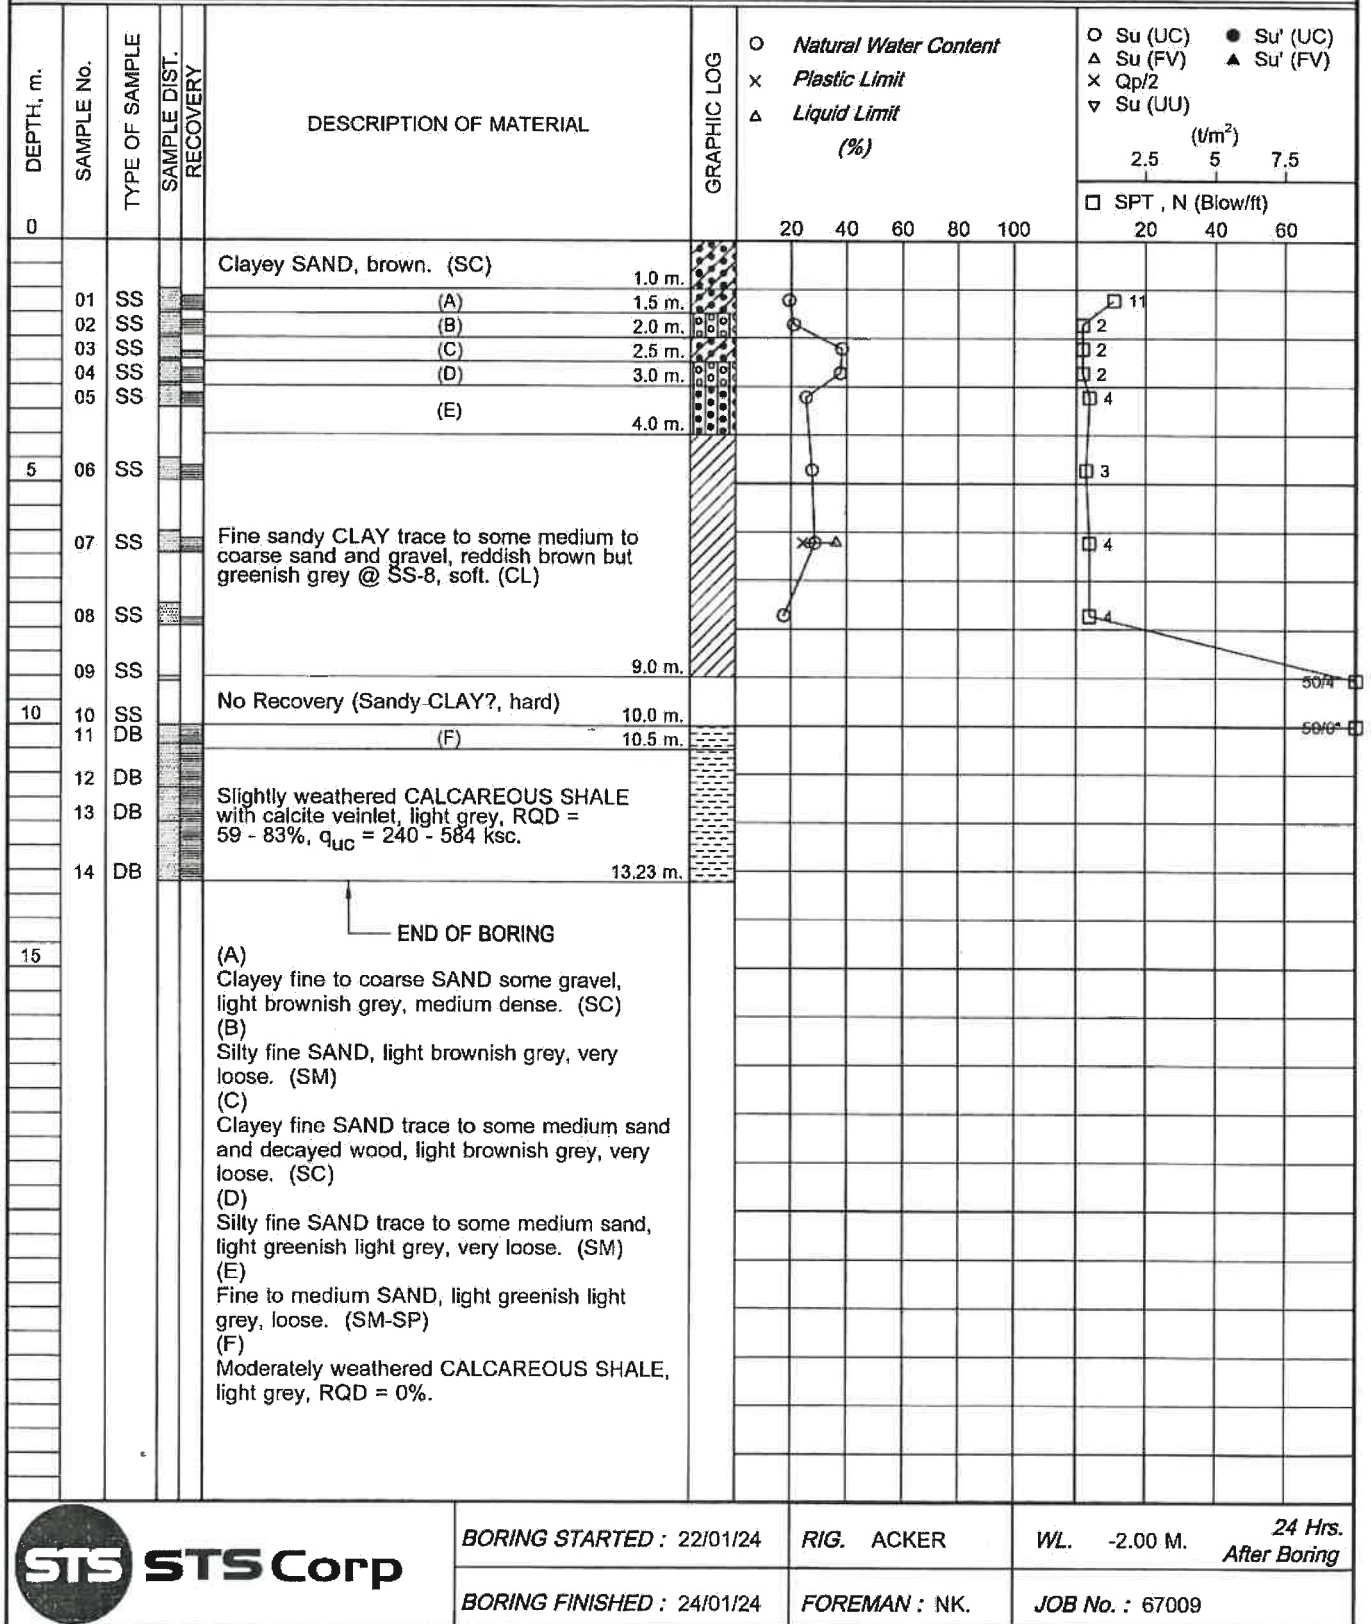 DEPTH, m.
0
SAMPLE No.
TYPE OF SAMPLE
SAMPLE DIST.
RECOVERY
DESCRIPTION OF MATERIAL
GRAPHIC LOG
○ Natural Water Content
× Plastic Limit
△ Liquid Limit
(%)
20 40 60 80 100
○ Su (UC) ● Su' (UC)
△ Su (FV) ▲ Su' (FV)
× Qp/2
▽ Su (UU)
(t/m²)
2.5 5 7.5
□ SPT , N (Blow/ft)
20 40 60
Clayey SAND, brown. (SC)
1.0 m.
01 SS (A) 1.5 m. 11
02 SS (B) 2.0 m. 2
03 SS (C) 2.5 m. 2
04 SS (D) 3.0 m. 2
05 SS 4
(E)
4.0 m.
5 06 SS 3
07 SS 4
Fine sandy CLAY trace to some medium to
coarse sand and gravel, reddish brown but
greenish grey @ SS-8, soft. (CL)
08 SS 4
09 SS 9.0 m.
50/4"
No Recovery (Sandy CLAY?, hard)
10 10 SS 10.0 m.
50/0"
11 DB (F) 10.5 m.
12 DB
13 DB
Slightly weathered CALCAREOUS SHALE
with calcite veinlet, light grey, RQD =
59 - 83%, quc = 240 - 584 ksc.
14 DB 13.23 m.
END OF BORING
15
(A)
Clayey fine to coarse SAND some gravel,
light brownish grey, medium dense. (SC)
(B)
Silty fine SAND, light brownish grey, very
loose. (SM)
(C)
Clayey fine SAND trace to some medium sand
and decayed wood, light brownish grey, very
loose. (SC)
(D)
Silty fine SAND trace to some medium sand,
light greenish light grey, very loose. (SM)
(E)
Fine to medium SAND, light greenish light
grey, loose. (SM-SP)
(F)
Moderately weathered CALCAREOUS SHALE,
light grey, RQD = 0%.
STS STS Corp
BORING STARTED : 22/01/24
RIG. ACKER
WL. -2.00 M. 24 Hrs.
After Boring
BORING FINISHED : 24/01/24
FOREMAN : NK.
JOB No. : 67009